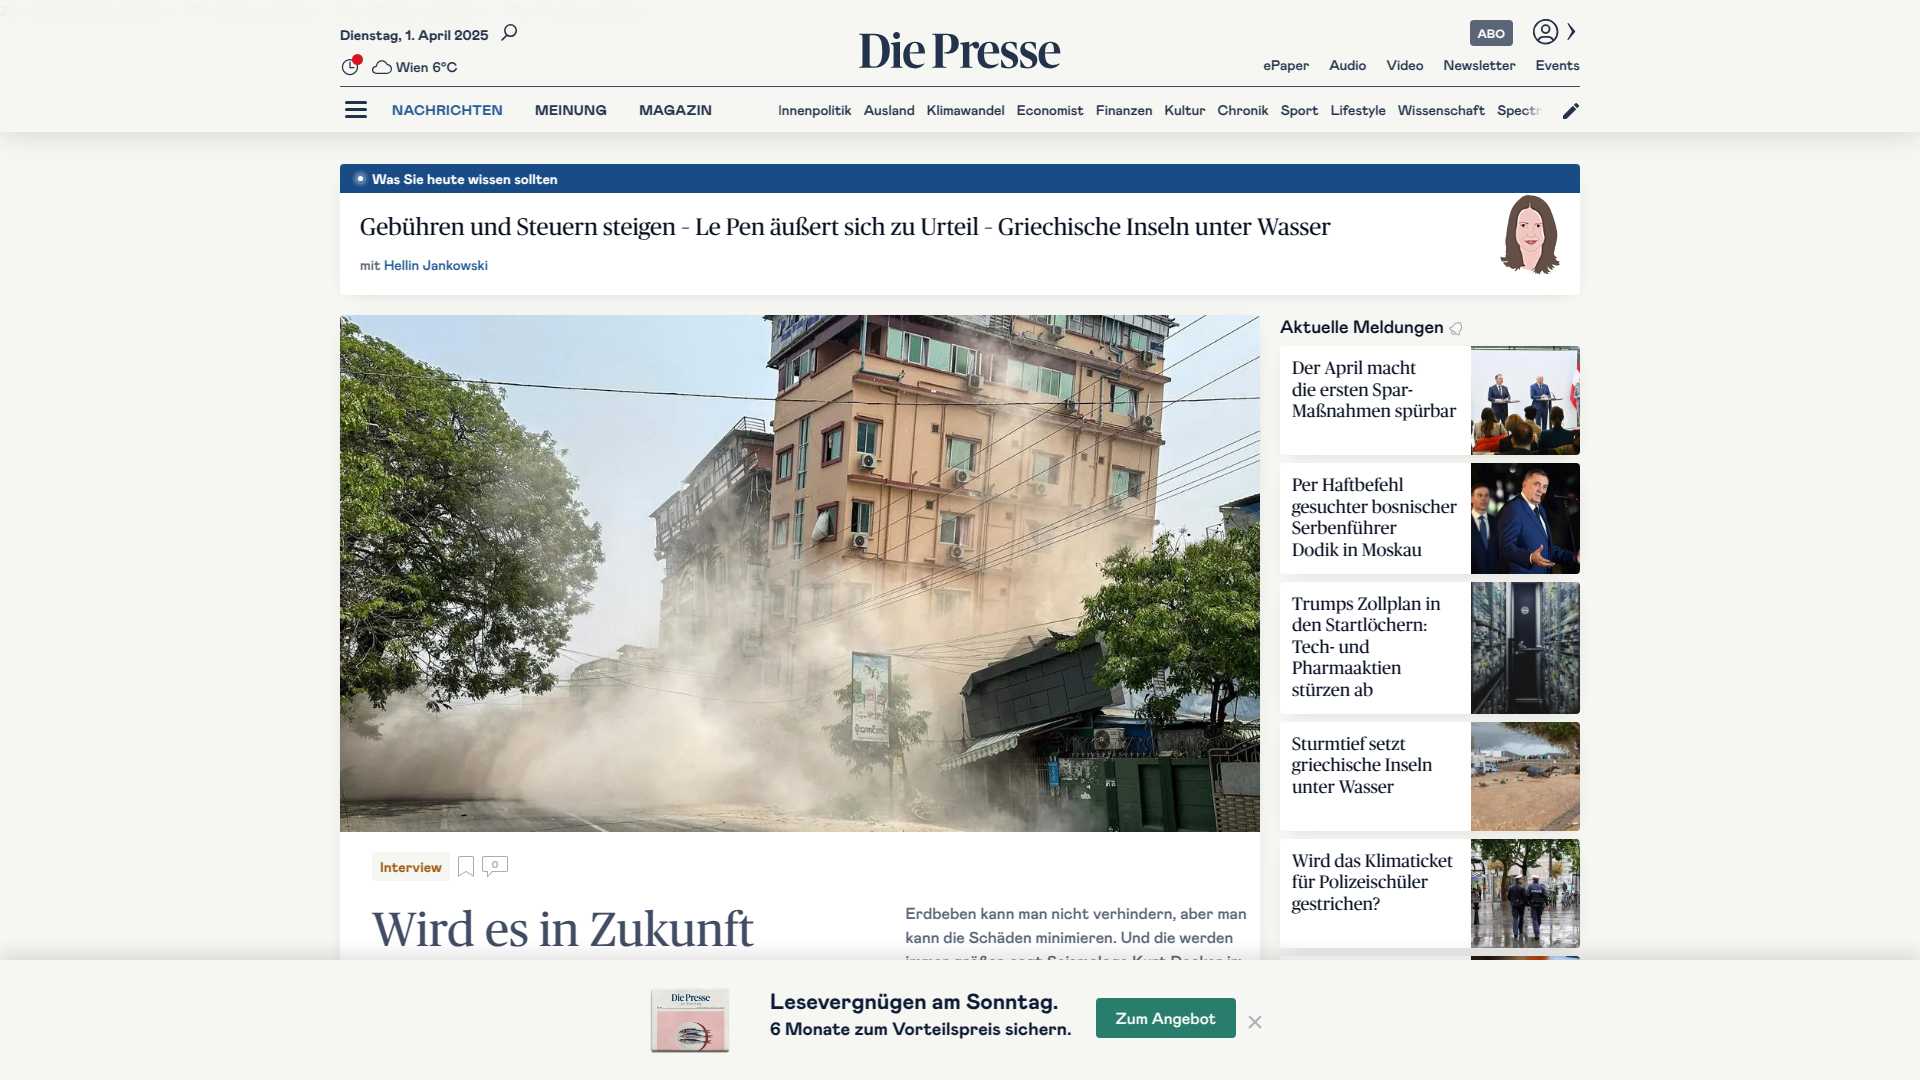 Dienstag, 1. April 2025
Wien 6°C
Die Presse
ABO
ePaper Audio Video Newsletter Events
NACHRICHTEN MEINUNG MAGAZIN
Innenpolitik Ausland Klimawandel Economist Finanzen Kultur Chronik Sport Lifestyle Wissenschaft
Was Sie heute wissen sollten
Gebühren und Steuern steigen – Le Pen äußert sich zu Urteil – Griechische Inseln unter Wasser
mit Hellin Jankowski
Interview
0
Wird es in Zukunft
Erdbeben kann man nicht verhindern, aber man
kann die Schäden minimieren. Und die werden
Aktuelle Meldungen
Der April macht
die ersten Spar-
Maßnahmen spürbar
Per Haftbefehl
gesuchter bosnischer
Serbenführer
Dodik in Moskau
Trumps Zollplan in
den Startlöchern:
Tech- und
Pharmaaktien
stürzen ab
Sturmtief setzt
griechische Inseln
unter Wasser
Wird das Klimaticket
für Polizeischüler
gestrichen?
Die Presse
Lesevergnügen am Sonntag.
6 Monate zum Vorteilspreis sichern.
Zum Angebot